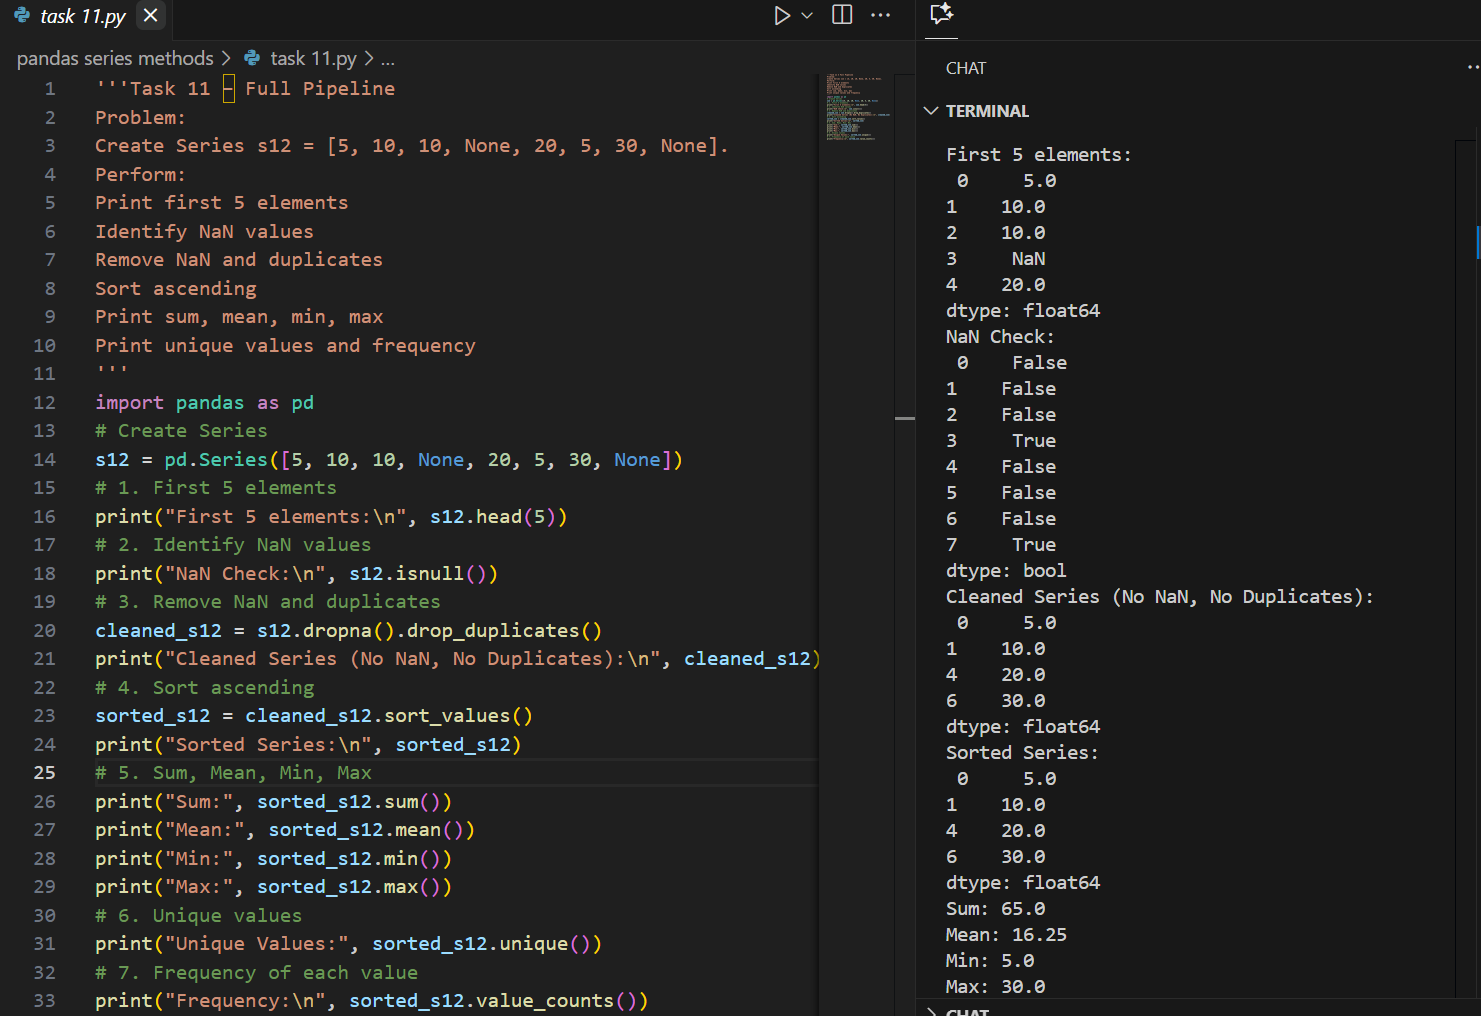 task 11.py
pandas series methods > task 11.py > ...
1 '''Task 11 – Full Pipeline
2 Problem:
3 Create Series s12 = [5, 10, 10, None, 20, 5, 30, None].
4 Perform:
5 Print first 5 elements
6 Identify NaN values
7 Remove NaN and duplicates
8 Sort ascending
9 Print sum, mean, min, max
10 Print unique values and frequency
11 '''
12 import pandas as pd
13 # Create Series
14 s12 = pd.Series([5, 10, 10, None, 20, 5, 30, None])
15 # 1. First 5 elements
16 print("First 5 elements:\n", s12.head(5))
17 # 2. Identify NaN values
18 print("NaN Check:\n", s12.isnull())
19 # 3. Remove NaN and duplicates
20 cleaned_s12 = s12.dropna().drop_duplicates()
21 print("Cleaned Series (No NaN, No Duplicates):\n", cleaned_s12)
22 # 4. Sort ascending
23 sorted_s12 = cleaned_s12.sort_values()
24 print("Sorted Series:\n", sorted_s12)
25 # 5. Sum, Mean, Min, Max
26 print("Sum:", sorted_s12.sum())
27 print("Mean:", sorted_s12.mean())
28 print("Min:", sorted_s12.min())
29 print("Max:", sorted_s12.max())
30 # 6. Unique values
31 print("Unique Values:", sorted_s12.unique())
32 # 7. Frequency of each value
33 print("Frequency:\n", sorted_s12.value_counts())
CHAT
TERMINAL
First 5 elements:
0 5.0
1 10.0
2 10.0
3 NaN
4 20.0
dtype: float64
NaN Check:
0 False
1 False
2 False
3 True
4 False
5 False
6 False
7 True
dtype: bool
Cleaned Series (No NaN, No Duplicates):
0 5.0
1 10.0
4 20.0
6 30.0
dtype: float64
Sorted Series:
0 5.0
1 10.0
4 20.0
6 30.0
dtype: float64
Sum: 65.0
Mean: 16.25
Min: 5.0
Max: 30.0
CHAT